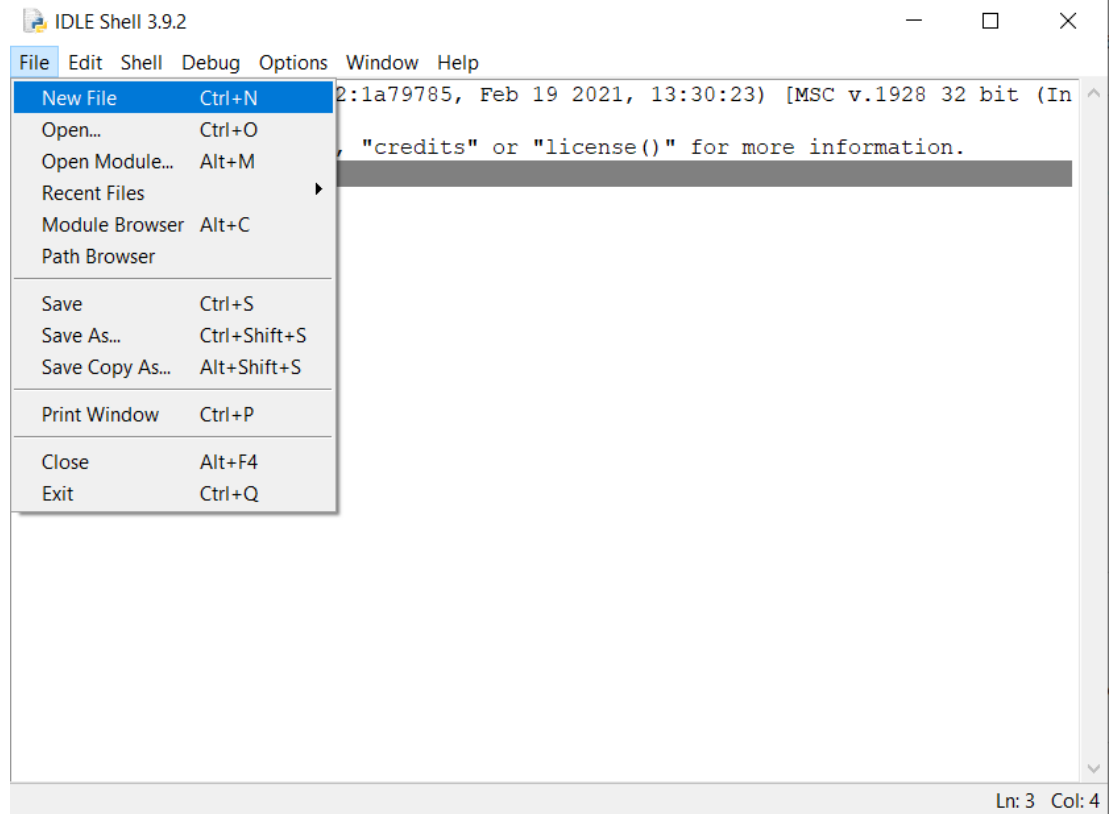 IDLE Shell 3.9.2
File Edit Shell Debug Options Window Help
New File Ctrl+N
Open... Ctrl+O
Open Module... Alt+M
Recent Files
Module Browser Alt+C
Path Browser
Save Ctrl+S
Save As... Ctrl+Shift+S
Save Copy As... Alt+Shift+S
Print Window Ctrl+P
Close Alt+F4
Exit Ctrl+Q
2:1a79785, Feb 19 2021, 13:30:23) [MSC v.1928 32 bit (In
, "credits" or "license()" for more information.
Ln: 3 Col: 4